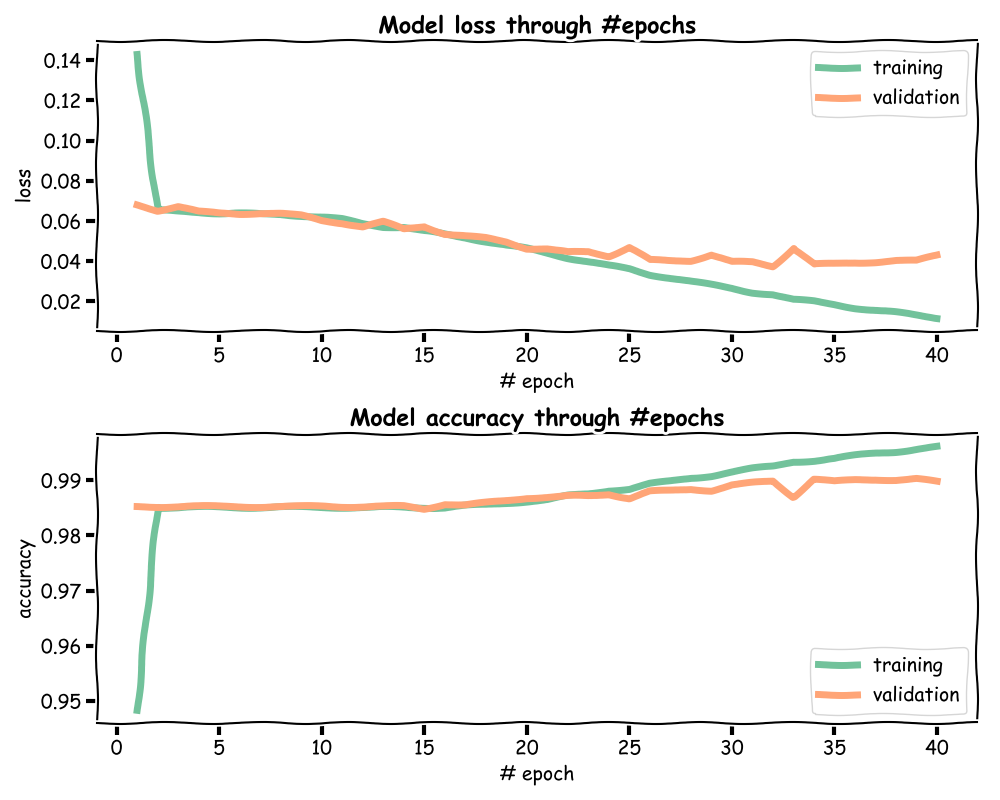 Model loss through #epochs
training
validation
loss
0.14
0.12
0.10
0.08
0.06
0.04
0.02
0 5 10 15 20 25 30 35 40
# epoch
Model accuracy through #epochs
accuracy
0.99
0.98
0.97
0.96
0.95
training
validation
0 5 10 15 20 25 30 35 40
# epoch